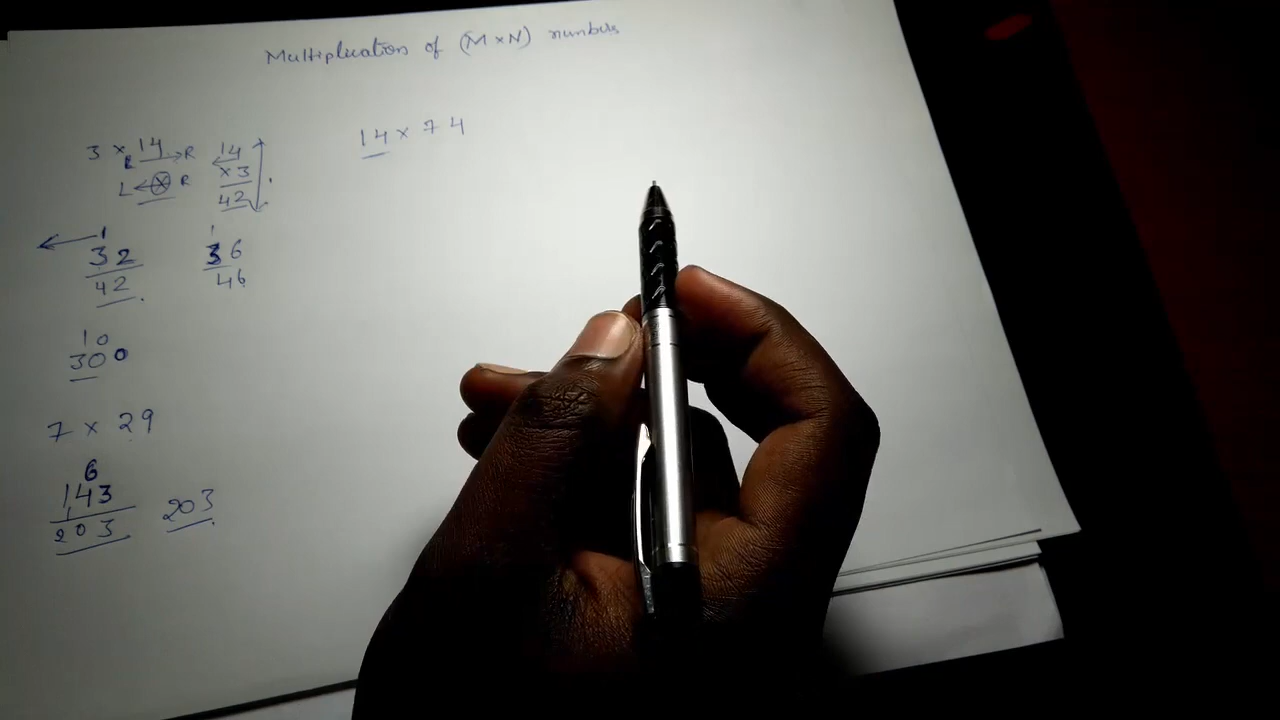 Multiplication of (M×N) numbers
3 × 14
L → R
L ← ⊗ R
14
×3
42
14 × 74
1
32
42
1
36
46
10
300
7 × 29
6
143
1
203
203